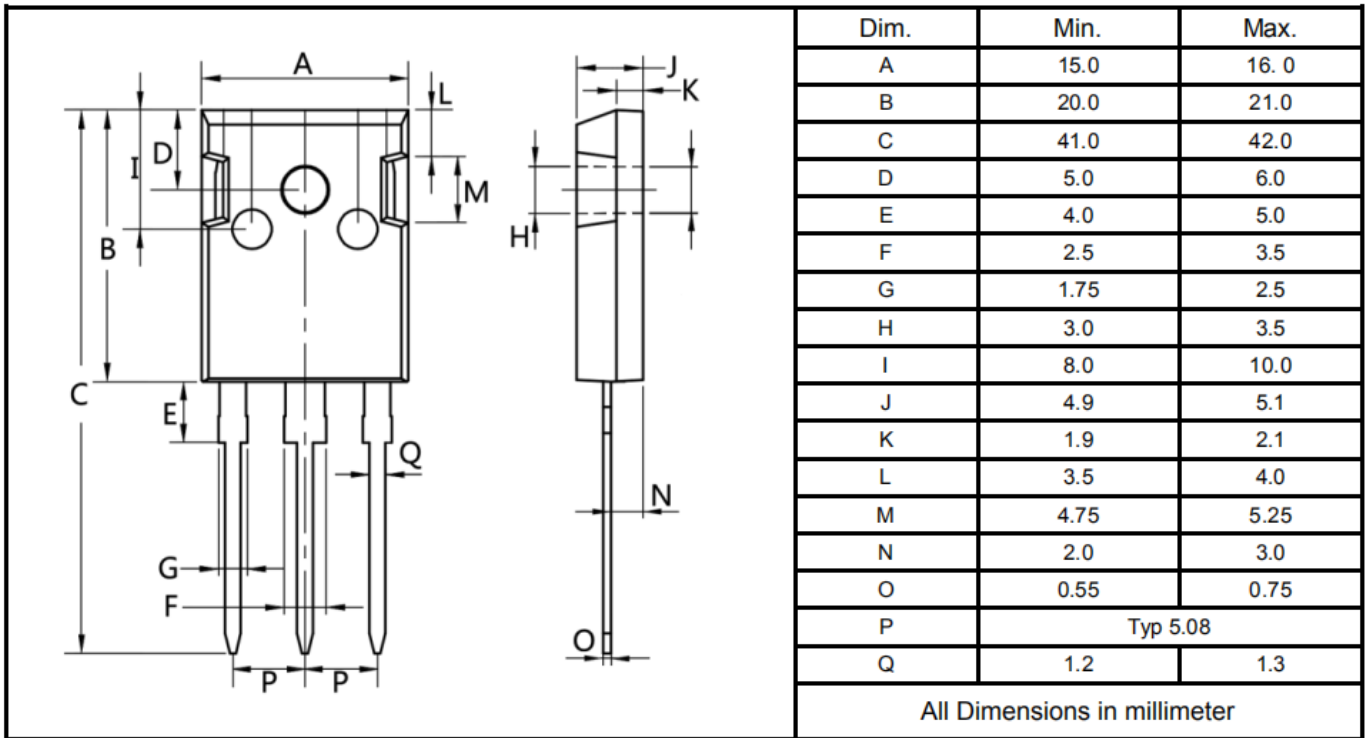 A
L
D
I
M
B
C
E
Q
G
F
P
P
J
K
H
N
O
Dim. Min. Max.
A 15.0 16. 0
B 20.0 21.0
C 41.0 42.0
D 5.0 6.0
E 4.0 5.0
F 2.5 3.5
G 1.75 2.5
H 3.0 3.5
I 8.0 10.0
J 4.9 5.1
K 1.9 2.1
L 3.5 4.0
M 4.75 5.25
N 2.0 3.0
O 0.55 0.75
P Typ 5.08
Q 1.2 1.3
All Dimensions in millimeter